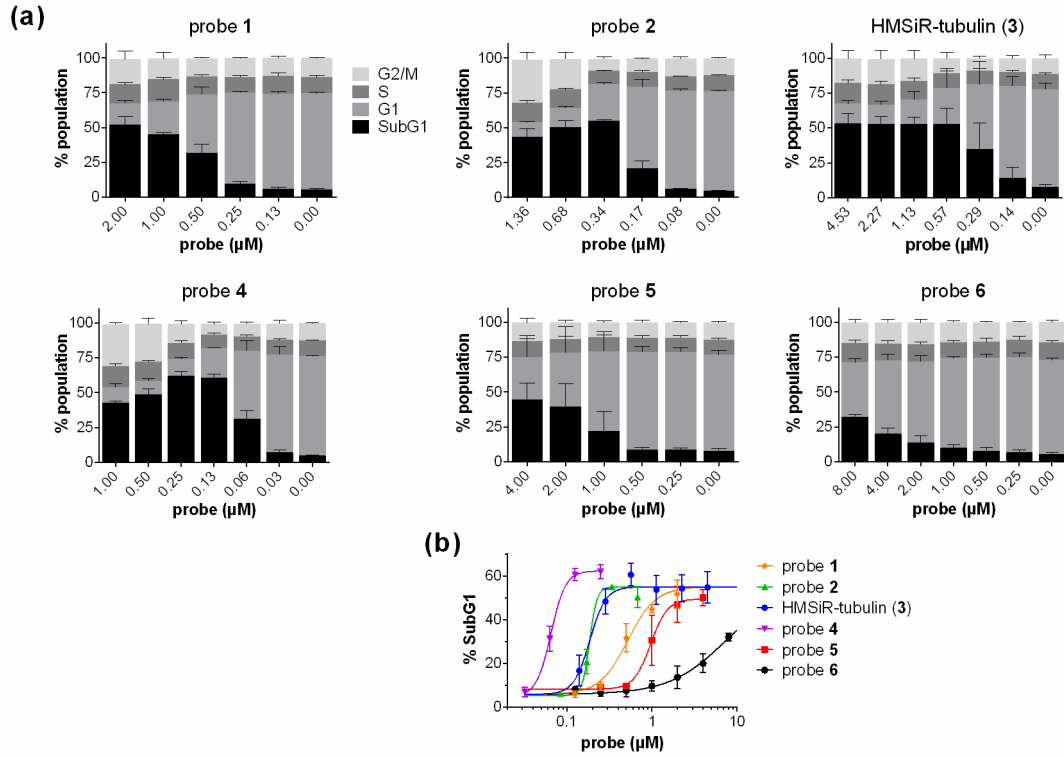 (a)
probe 1
% population
100
75
50
25
0
2.00
1.00
0.50
0.25
0.13
0.00
probe (µM)
G2/M
S
G1
SubG1
probe 2
% population
100
75
50
25
0
1.36
0.68
0.34
0.17
0.08
0.00
probe (µM)
HMSiR-tubulin (3)
% population
100
75
50
25
0
4.53
2.27
1.13
0.57
0.29
0.14
0.00
probe (µM)
probe 4
% population
100
75
50
25
0
1.00
0.50
0.25
0.13
0.06
0.03
0.00
probe (µM)
probe 5
% population
100
75
50
25
0
4.00
2.00
1.00
0.50
0.25
0.00
probe (µM)
probe 6
% population
100
75
50
25
0
8.00
4.00
2.00
1.00
0.50
0.25
0.00
probe (µM)
(b)
% SubG1
60
40
20
0
0.1
1
10
probe (µM)
probe 1
probe 2
HMSiR-tubulin (3)
probe 4
probe 5
probe 6